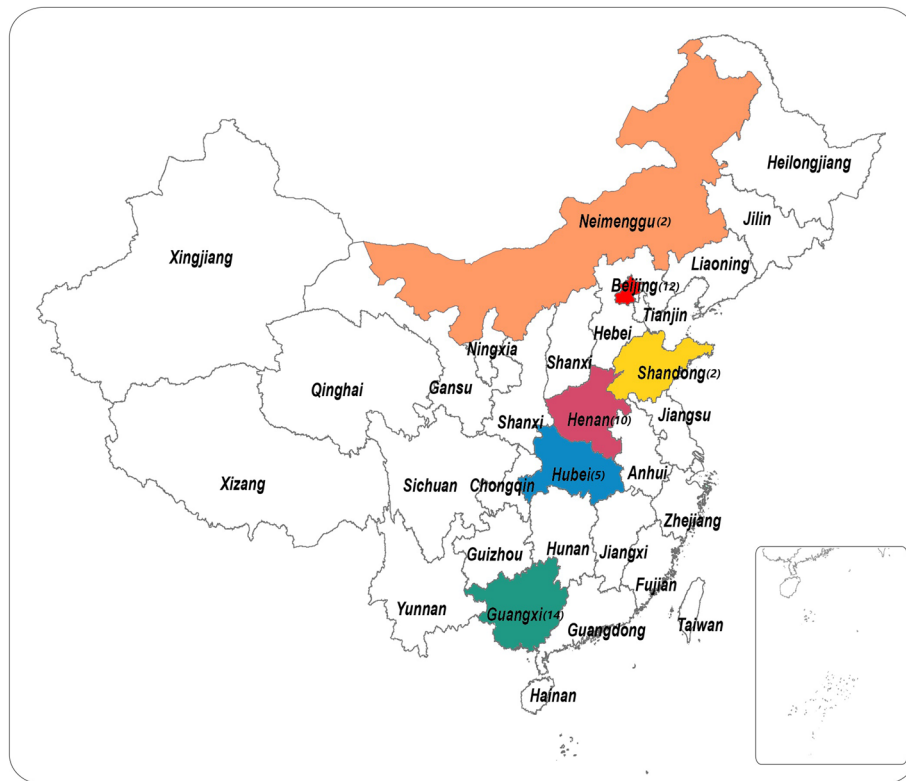 Heilongjiang
Neimenggu(2)
Jilin
Xingjiang
Liaoning
Beijing(12)
Tianjin
Hebei
Ningxia
Shanxi
Shandong(2)
Qinghai
Gansu
Henan(10)
Jiangsu
Shanxi
Xizang
Sichuan
Chongqin
Hubei(5)
Anhui
Zhejiang
Guizhou
Hunan
Jiangxi
Fujian
Yunnan
Guangxi(14)
Guangdong
Taiwan
Hainan